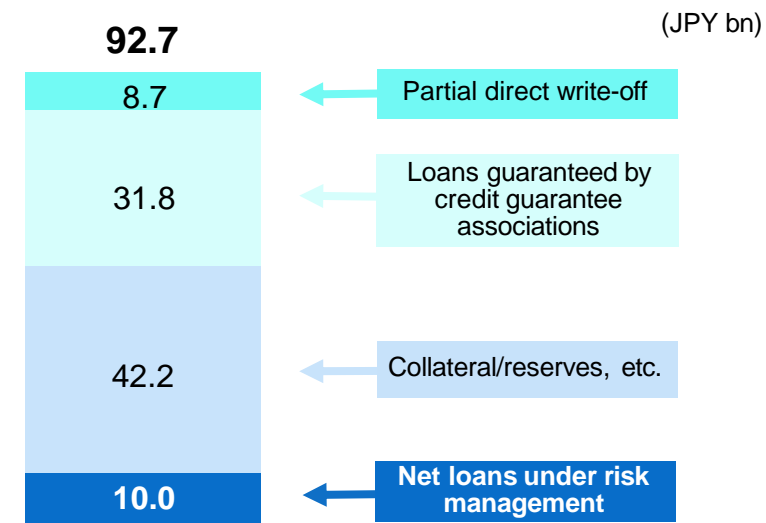 (JPY bn)
92.7
8.7
Partial direct write-off
31.8
Loans guaranteed by
credit guarantee
associations
42.2
Collateral/reserves, etc.
10.0
Net loans under risk
management